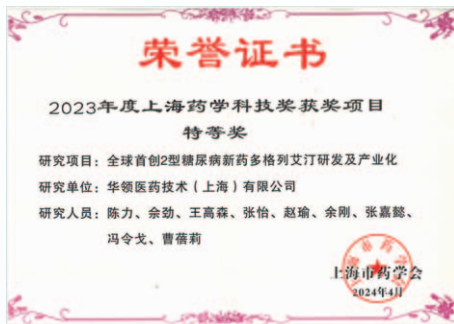 荣誉证书
2023年度上海药学科技奖获奖项目
特等奖
研究项目：全球首创2型糖尿病新药多格列艾汀研发及产业化
研究单位：华领医药技术（上海）有限公司
研究人员：陈力、佘劲、王高森、张怡、赵瑜、余刚、张嘉懿、
冯令戈、曹蓓莉
上海市药学会
2024年4月